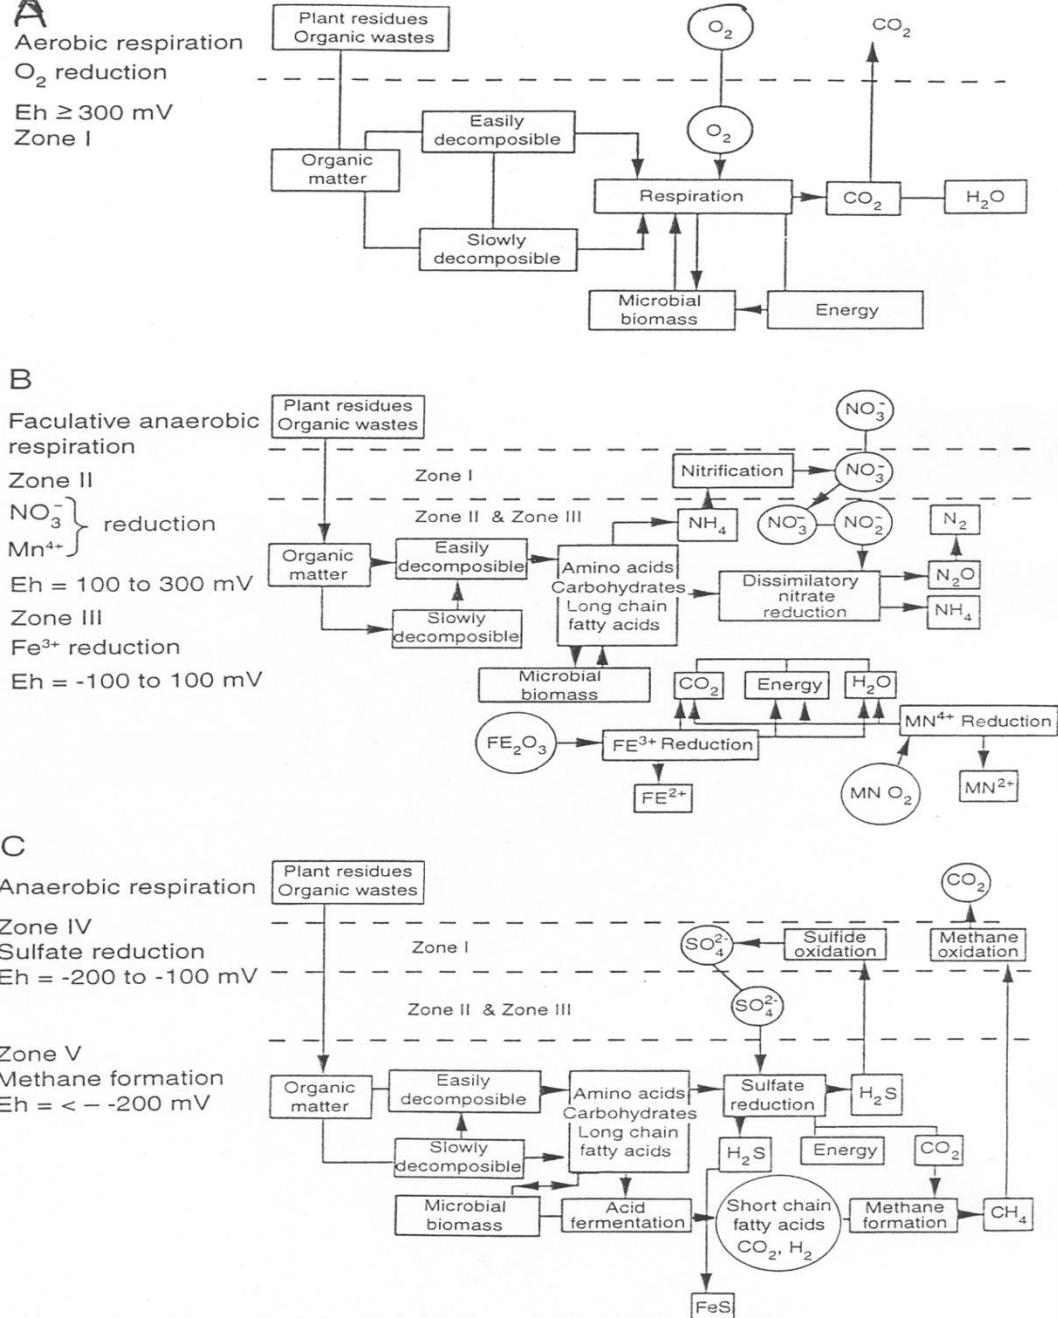 A
Aerobic respiration
O₂ reduction
Eh ≥ 300 mV
Zone I
Plant residues
Organic wastes
O₂
CO₂
O₂
Easily
decomposible
Organic
matter
Respiration
CO₂
H₂O
Slowly
decomposible
Microbial
biomass
Energy
B
Faculative anaerobic
respiration
Zone II
NO₃⁻
Mn⁴⁺
reduction
Eh = 100 to 300 mV
Zone III
Fe³⁺ reduction
Eh = -100 to 100 mV
Plant residues
Organic wastes
NO₃⁻
Zone I
Nitrification
NO₃⁻
Zone II & Zone III
NH₄
NO₃⁻
NO₂⁻
N₂
Organic
matter
Easily
decomposible
Amino acids
Carbohydrates
Long chain
fatty acids
Dissimilatory
nitrate
reduction
N₂O
NH₄
Slowly
decomposible
Microbial
biomass
CO₂
Energy
H₂O
FE₂O₃
FE³⁺ Reduction
MN⁴⁺ Reduction
FE²⁺
MN O₂
MN²⁺
C
Anaerobic respiration
Zone IV
Sulfate reduction
Eh = -200 to -100 mV
Zone V
Methane formation
Eh = < – -200 mV
Plant residues
Organic wastes
CO₂
Zone I
SO₄²⁻
Sulfide
oxidation
Methane
oxidation
Zone II & Zone III
SO₄²⁻
Organic
matter
Easily
decomposible
Amino acids
Carbohydrates
Long chain
fatty acids
Sulfate
reduction
H₂S
Slowly
decomposible
H₂S
Energy
CO₂
Microbial
biomass
Acid
fermentation
Short chain
fatty acids
CO₂, H₂
Methane
formation
CH₄
FeS